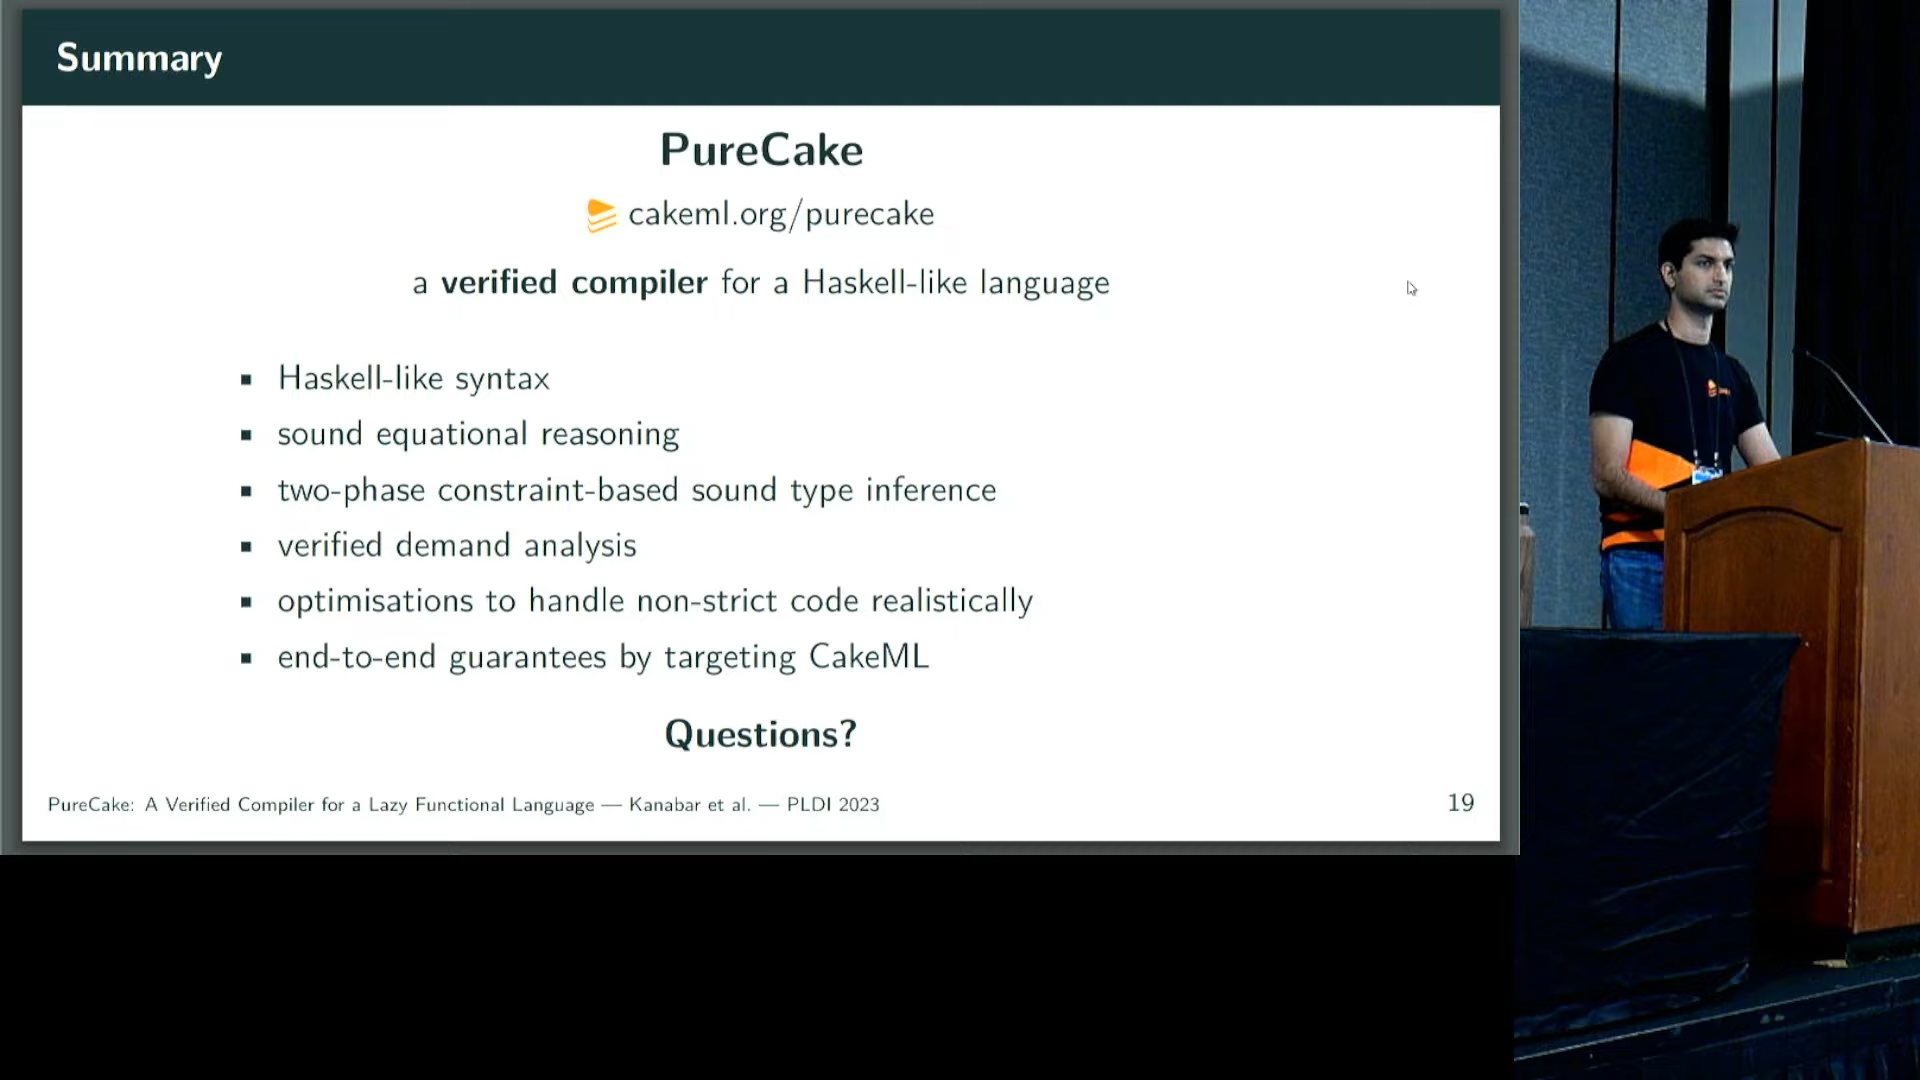 Summary
PureCake
cakeml.org/purecake
a verified compiler for a Haskell-like language
▪ Haskell-like syntax
▪ sound equational reasoning
▪ two-phase constraint-based sound type inference
▪ verified demand analysis
▪ optimisations to handle non-strict code realistically
▪ end-to-end guarantees by targeting CakeML
Questions?
PureCake: A Verified Compiler for a Lazy Functional Language — Kanabar et al. — PLDI 2023
19